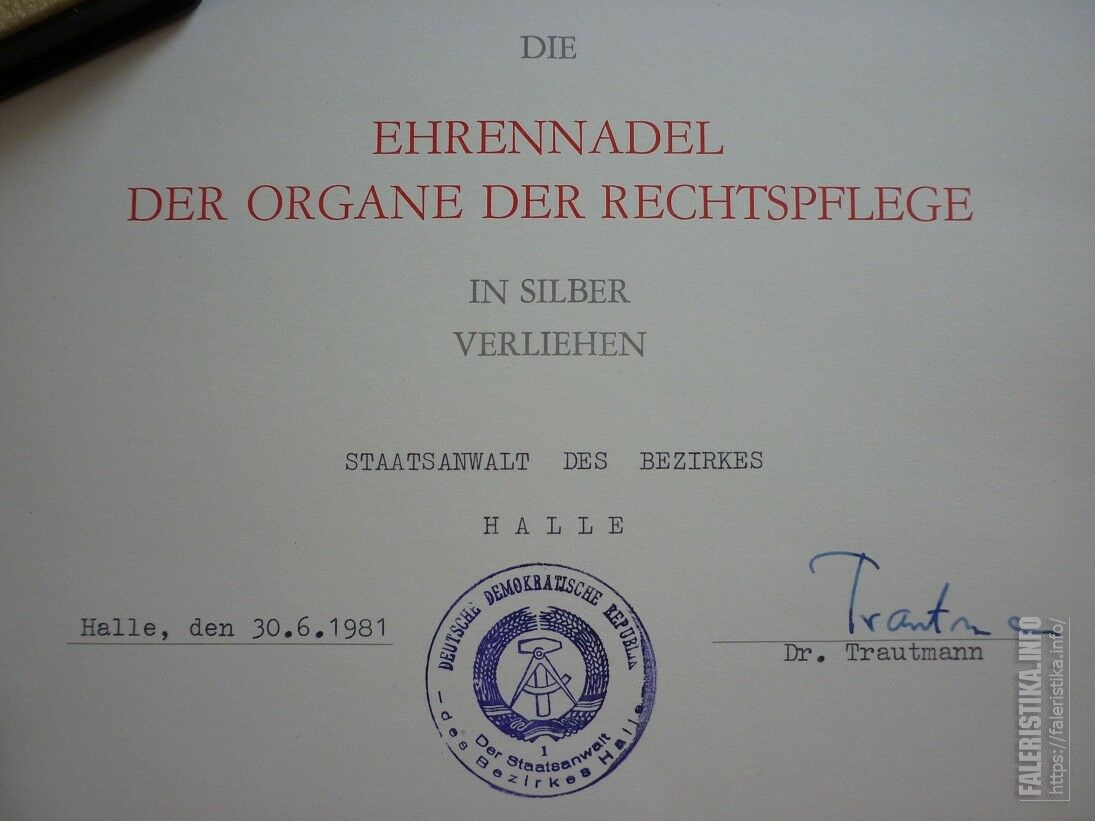 DIE
EHRENNADEL
DER ORGANE DER RECHTSPFLEGE
IN SILBER
VERLIEHEN
STAATSANWALT DES BEZIRKES
HALLE
Halle, den 30.6.1981
Trautmann
Dr. Trautmann
DEUTSCHE DEMOKRATISCHE REPUBLIK
1
Der Staatsanwalt
- des Bezirkes Halle -
FALERISTIKA.INFO
https://faleristika.info/